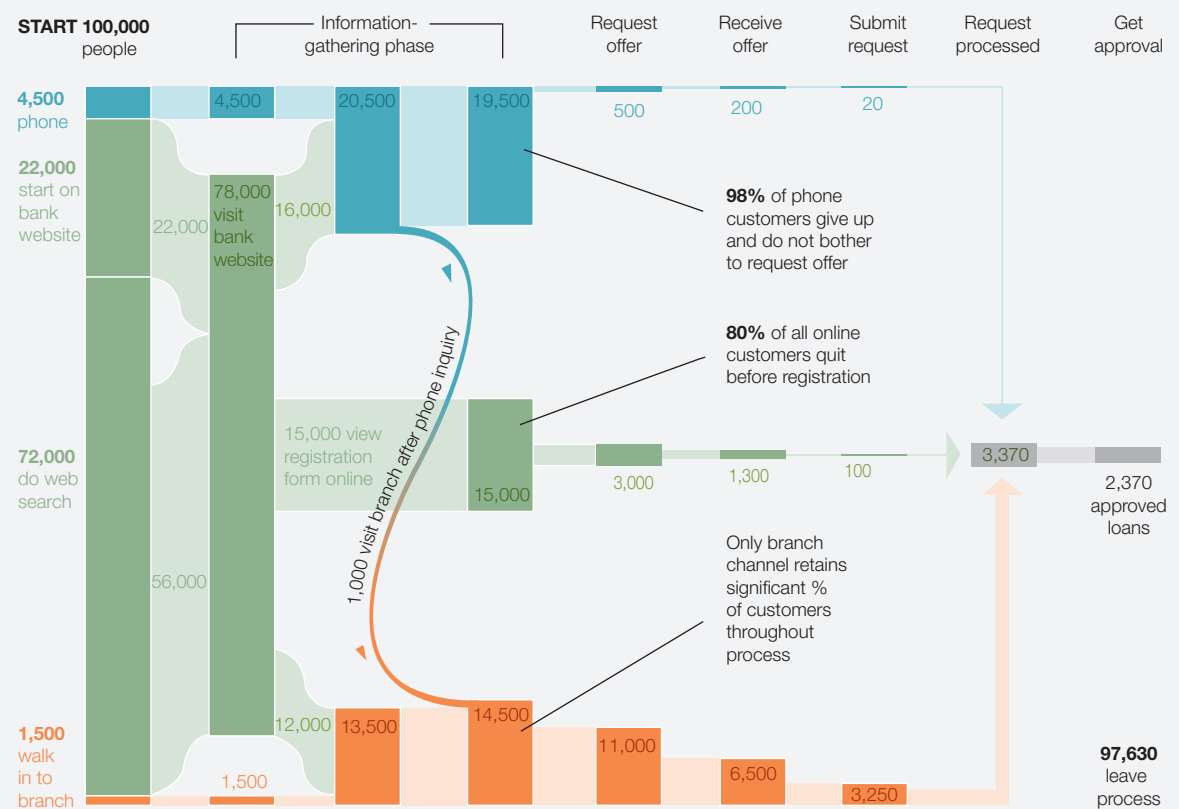 START 100,000
people
Information-
gathering phase
Request
offer
Receive
offer
Submit
request
Request
processed
Get
approval
4,500
phone
4,500
20,500
19,500
500
200
20
22,000
start on
bank
website
22,000
78,000
visit
bank
website
16,000
98% of phone
customers give up
and do not bother
to request offer
1,000 visit branch after phone inquiry
80% of all online
customers quit
before registration
72,000
do web
search
15,000 view
registration
form online
15,000
3,000
1,300
100
3,370
2,370
approved
loans
56,000
Only branch
channel retains
significant %
of customers
throughout
process
1,500
walk
in to
branch
1,500
12,000
13,500
14,500
11,000
6,500
3,250
97,630
leave
process